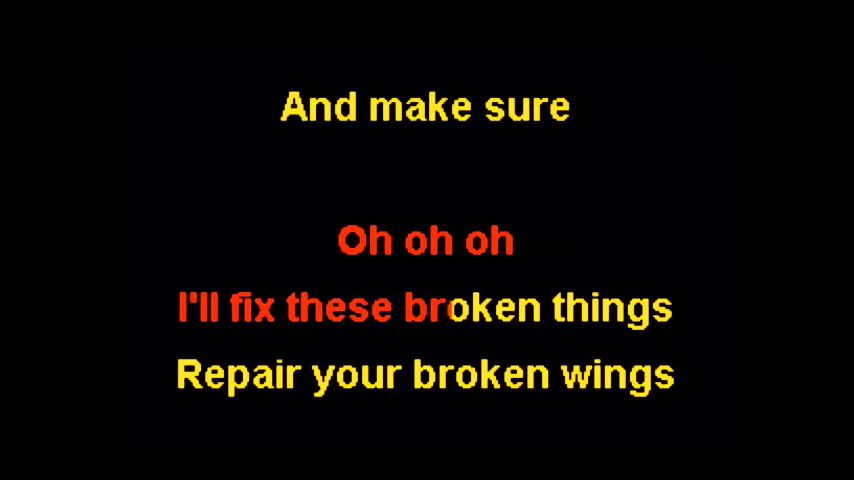 And make sure
Oh oh oh
I'll fix these broken things
Repair your broken wings